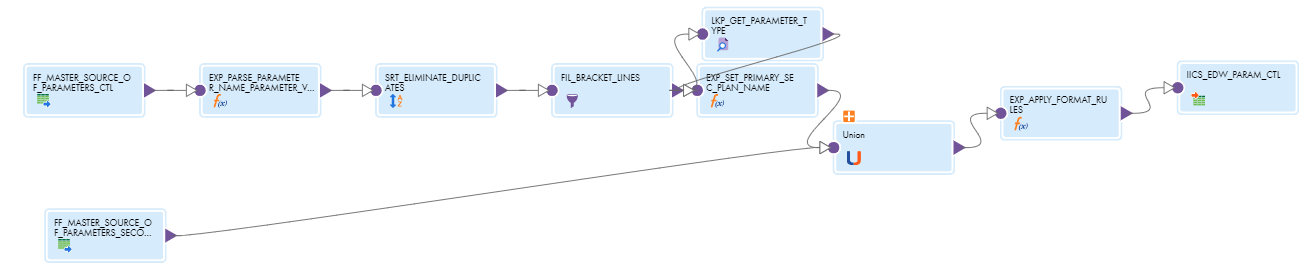 LKP_GET_PARAMETER_T
YPE
FF_MASTER_SOURCE_O
F_PARAMETERS_CTL
EXP_PARSE_PARAMETE
R_NAME_PARAMETER_V...
f(x)
SRT_ELIMINATE_DUPLIC
ATES
A
Z
FIL_BRACKET_LINES
EXP_SET_PRIMARY_SE
C_PLAN_NAME
f(x)
Union
U
EXP_APPLY_FORMAT_RU
LES
f(x)
IICS_EDW_PARAM_CTL
FF_MASTER_SOURCE_O
F_PARAMETERS_SECO...